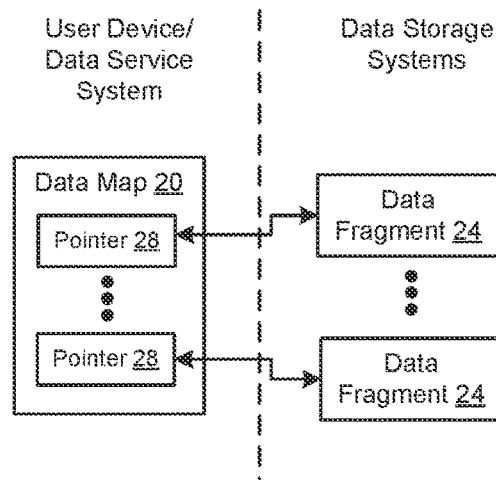 User Device/
Data Service
System
Data Storage
Systems
Data Map 20
Pointer 28
Pointer 28
Data
Fragment 24
Data
Fragment 24